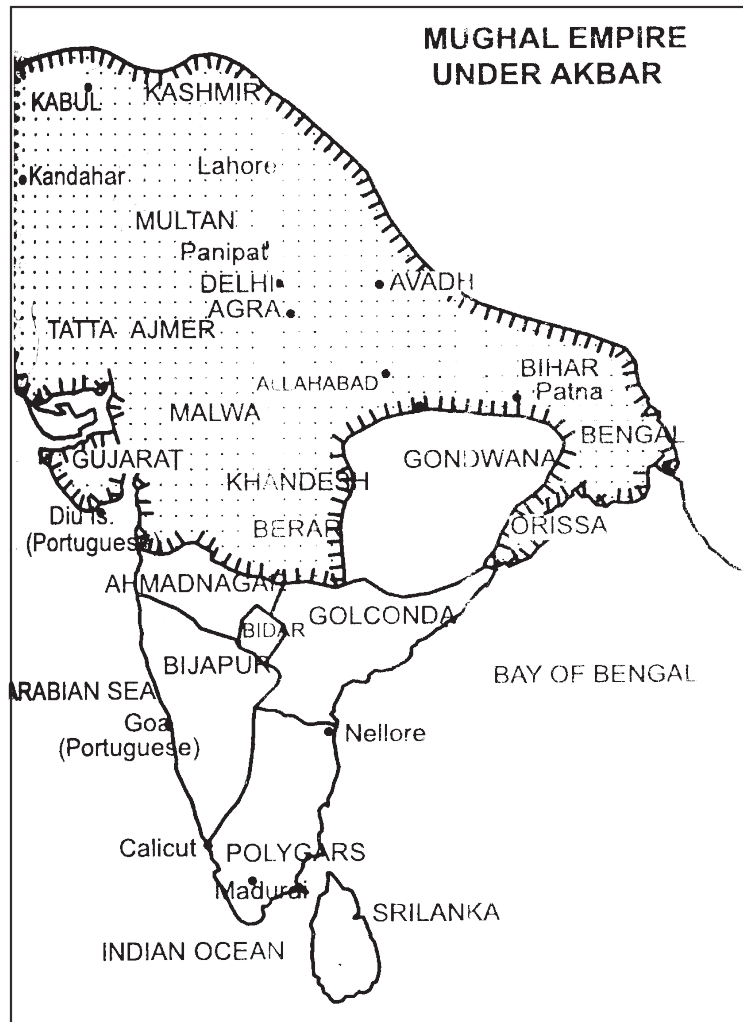 MUGHAL EMPIRE
UNDER AKBAR
KASHMIR
KABUL
Lahore
Kandahar
MULTAN
Panipat
DELHI
AVADH
AGRA
TATTA AJMER
BIHAR
ALLAHABAD
Patna
MALWA
BENGAL
GUJARAT
GONDWANA
KHANDESH
Diu Is.
(Portuguese)
BERAR
ORISSA
AHMADNAGAR
GOLCONDA
BIDAR
BIJAPUR
BAY OF BENGAL
ARABIAN SEA
Goa
(Portuguese)
Nellore
Calicut
POLYGARS
Madurai
SRILANKA
INDIAN OCEAN